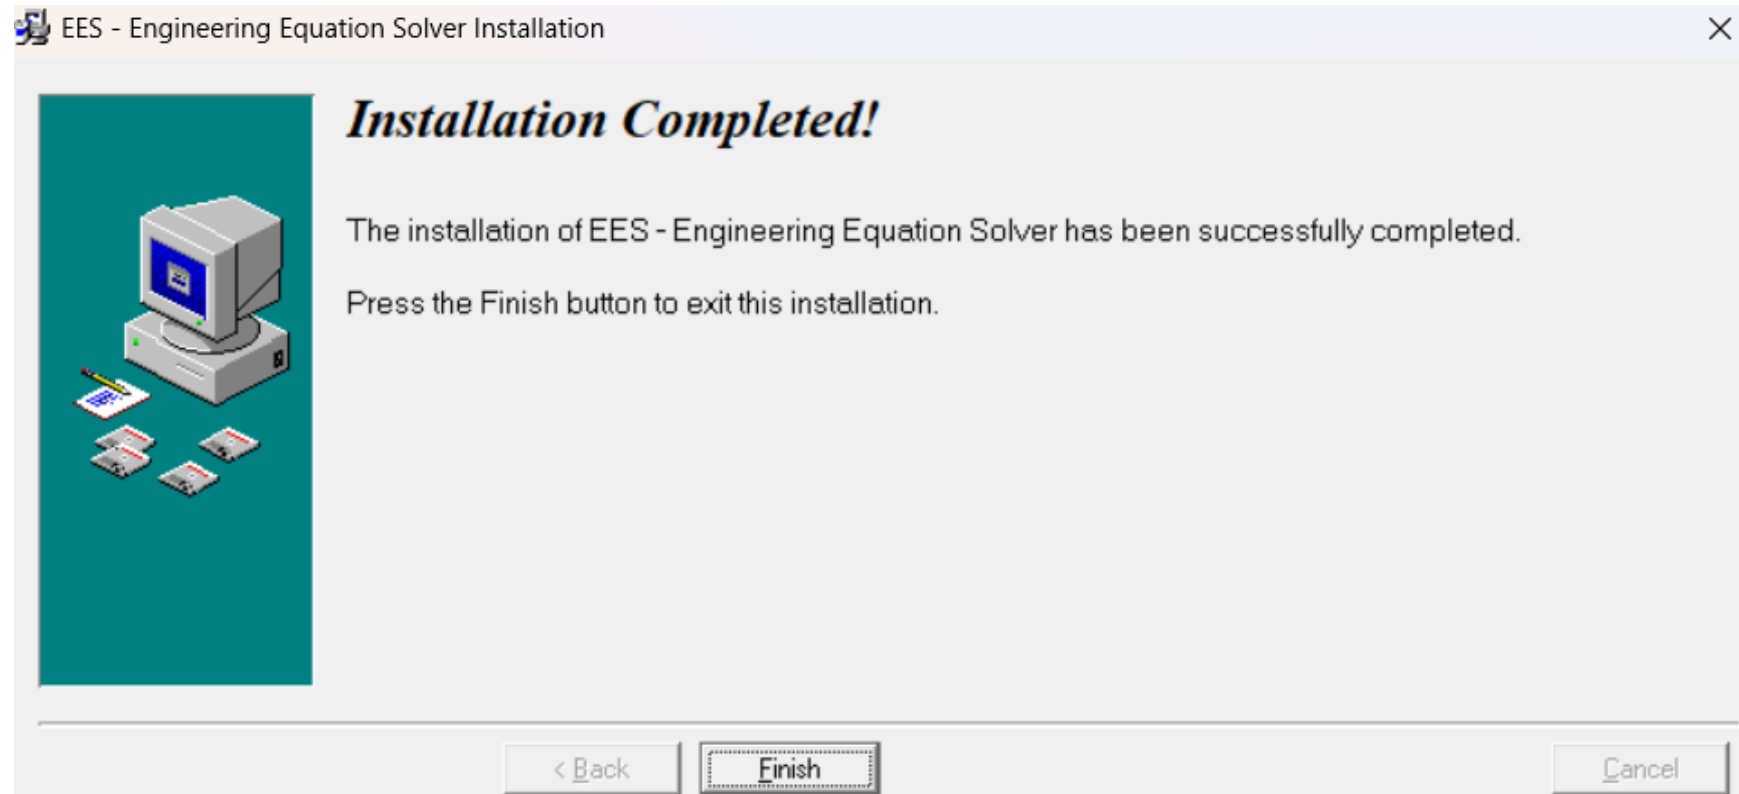 EES - Engineering Equation Solver Installation
Installation Completed!
The installation of EES - Engineering Equation Solver has been successfully completed.
Press the Finish button to exit this installation.
< Back
Finish
Cancel